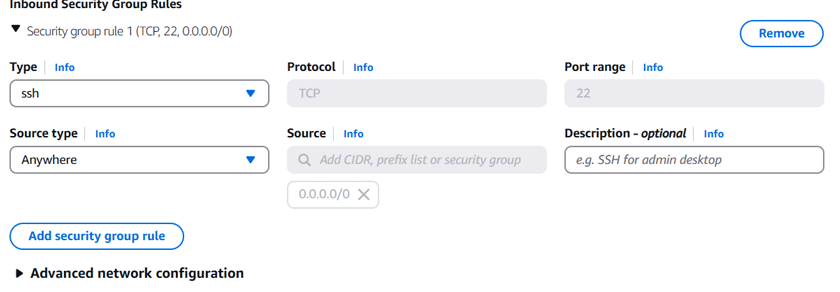 Inbound Security Group Rules
Security group rule 1 (TCP, 22, 0.0.0.0/0)
Remove
Type Info Protocol Info Port range Info
ssh TCP 22
Source type Info Source Info Description - optional Info
Anywhere Add CIDR, prefix list or security group e.g. SSH for admin desktop
0.0.0.0/0
Add security group rule
Advanced network configuration